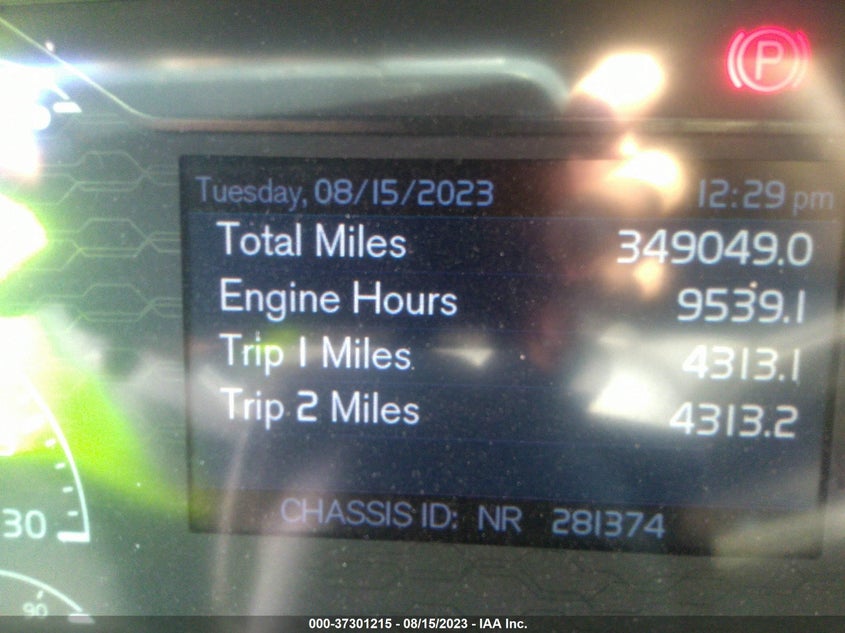 P
Tuesday, 08/15/2023 12:29 pm
Total Miles 349049.0
Engine Hours 9539.1
Trip 1 Miles 4313.1
Trip 2 Miles 4313.2
CHASSIS ID: NR 281374
30
90
000-37301215 - 08/15/2023 - IAA Inc.